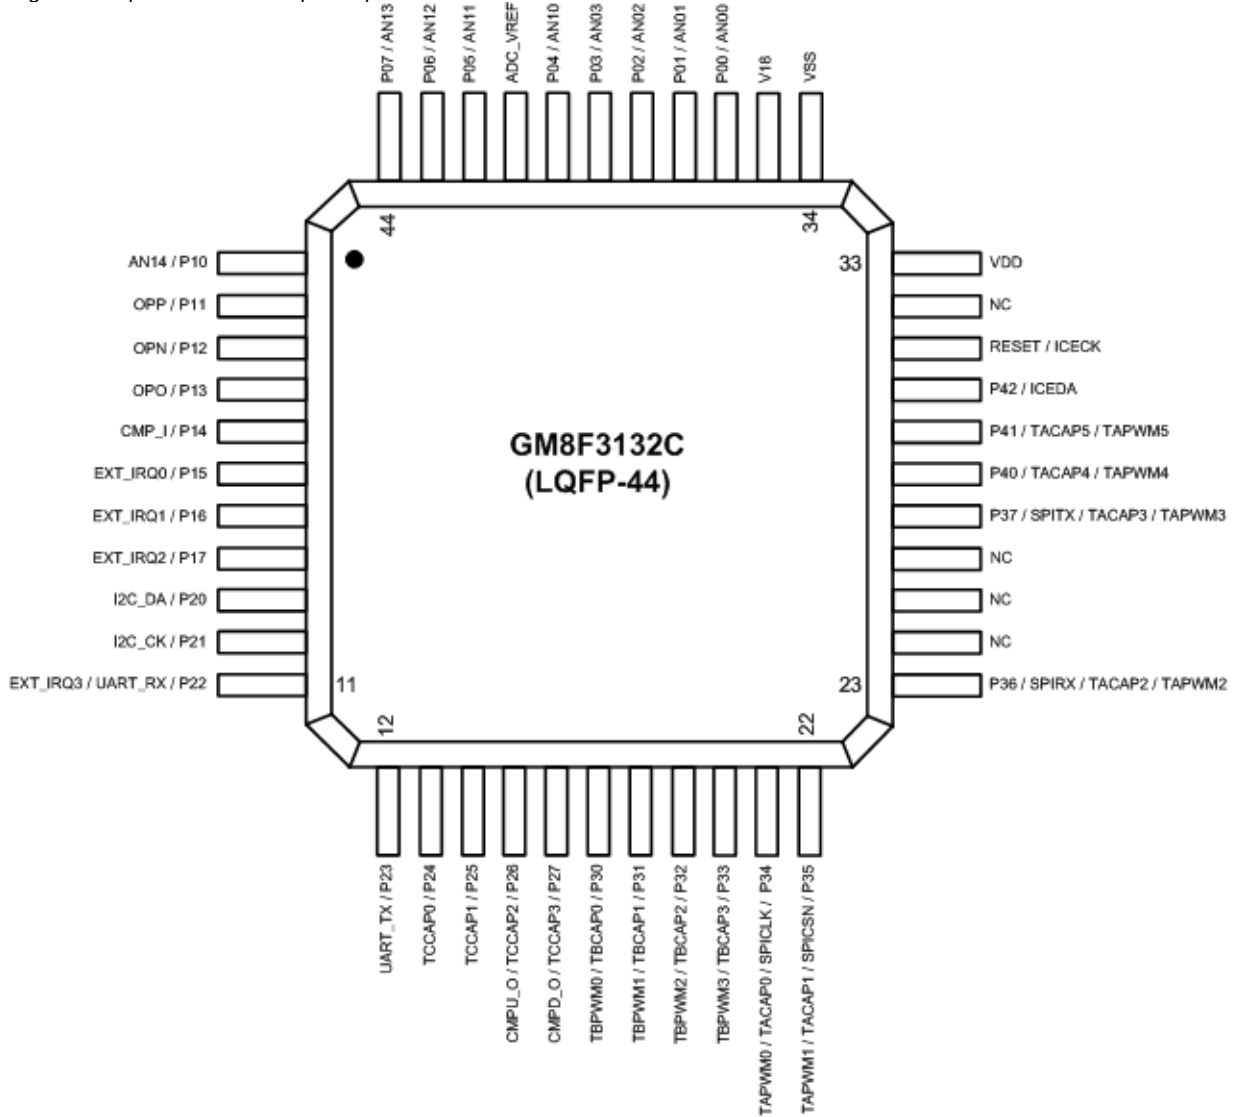 P07 / AN13
P06 / AN12
P05 / AN11
ADC_VREF
P04 / AN10
P03 / AN03
P02 / AN02
P01 / AN01
P00 / AN00
V18
VSS
44
34
33
AN14 / P10
OPP / P11
OPN / P12
OPO / P13
CMP_I / P14
EXT_IRQ0 / P15
EXT_IRQ1 / P16
EXT_IRQ2 / P17
I2C_DA / P20
I2C_CK / P21
EXT_IRQ3 / UART_RX / P22
GM8F3132C
(LQFP-44)
VDD
NC
RESET / ICECK
P42 / ICEDA
P41 / TACAP5 / TAPWM5
P40 / TACAP4 / TAPWM4
P37 / SPITX / TACAP3 / TAPWM3
NC
NC
NC
P36 / SPIRX / TACAP2 / TAPWM2
11
23
12
22
UART_TX / P23
TCCAP0 / P24
TCCAP1 / P25
CMPU_O / TCCAP2 / P26
CMPD_O / TCCAP3 / P27
TBPWM0 / TBCAP0 / P30
TBPWM1 / TBCAP1 / P31
TBPWM2 / TBCAP2 / P32
TBPWM3 / TBCAP3 / P33
TAPWM0 / TACAP0 / SPICLK / P34
TAPWM1 / TACAP1 / SPICSN / P35